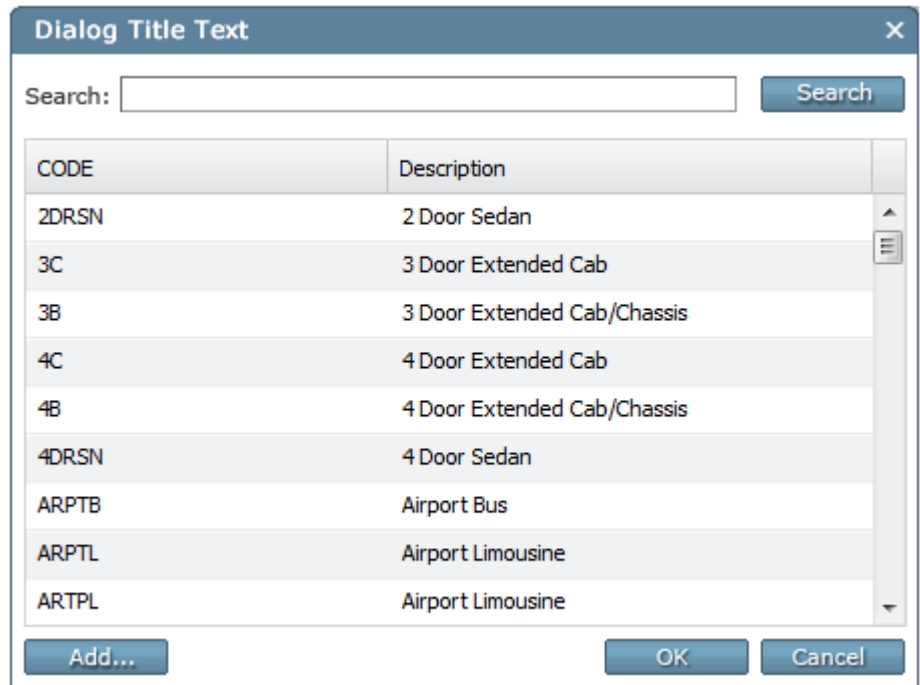 Dialog Title Text
Search: Search
CODE Description
2DRSN 2 Door Sedan
3C 3 Door Extended Cab
3B 3 Door Extended Cab/Chassis
4C 4 Door Extended Cab
4B 4 Door Extended Cab/Chassis
4DRSN 4 Door Sedan
ARPTB Airport Bus
ARPTL Airport Limousine
ARTPL Airport Limousine
Add... OK Cancel